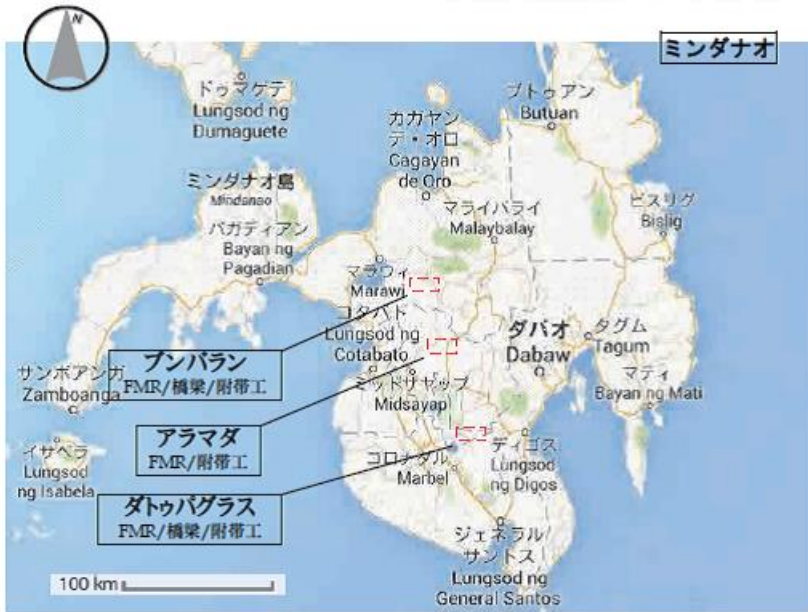 N
ミンダナオ
ドゥマゲテ
Lungsod ng
Dumaguete
カガヤン
デ・オロ
Cagayan
de Oro
ブトゥアン
Butuan
ミンダナオ島
Mindanao
パガディアン
Bayan ng
Pagadian
マライバライ
Malaybalay
ビスリグ
Bislig
マラウィ
Marawi
コタバト
Lungsod ng
Cotabato
ダバオ
Dabaw
タグム
Tagum
ブンバラン
FMR/橋梁/附帯工
ミッドサヤップ
Midsayap
マティ
Bayan ng Mati
サンボアンガ
Zamboanga
アラマダ
FMR/附帯工
イサベラ
Lungsod
ng Isabela
コロナダル
Marbel
ディゴス
Lungsod
ng Digos
ダトゥパグラス
FMR/橋梁/附帯工
ジェネラル
サントス
Lungsod ng
General Santos
100 km